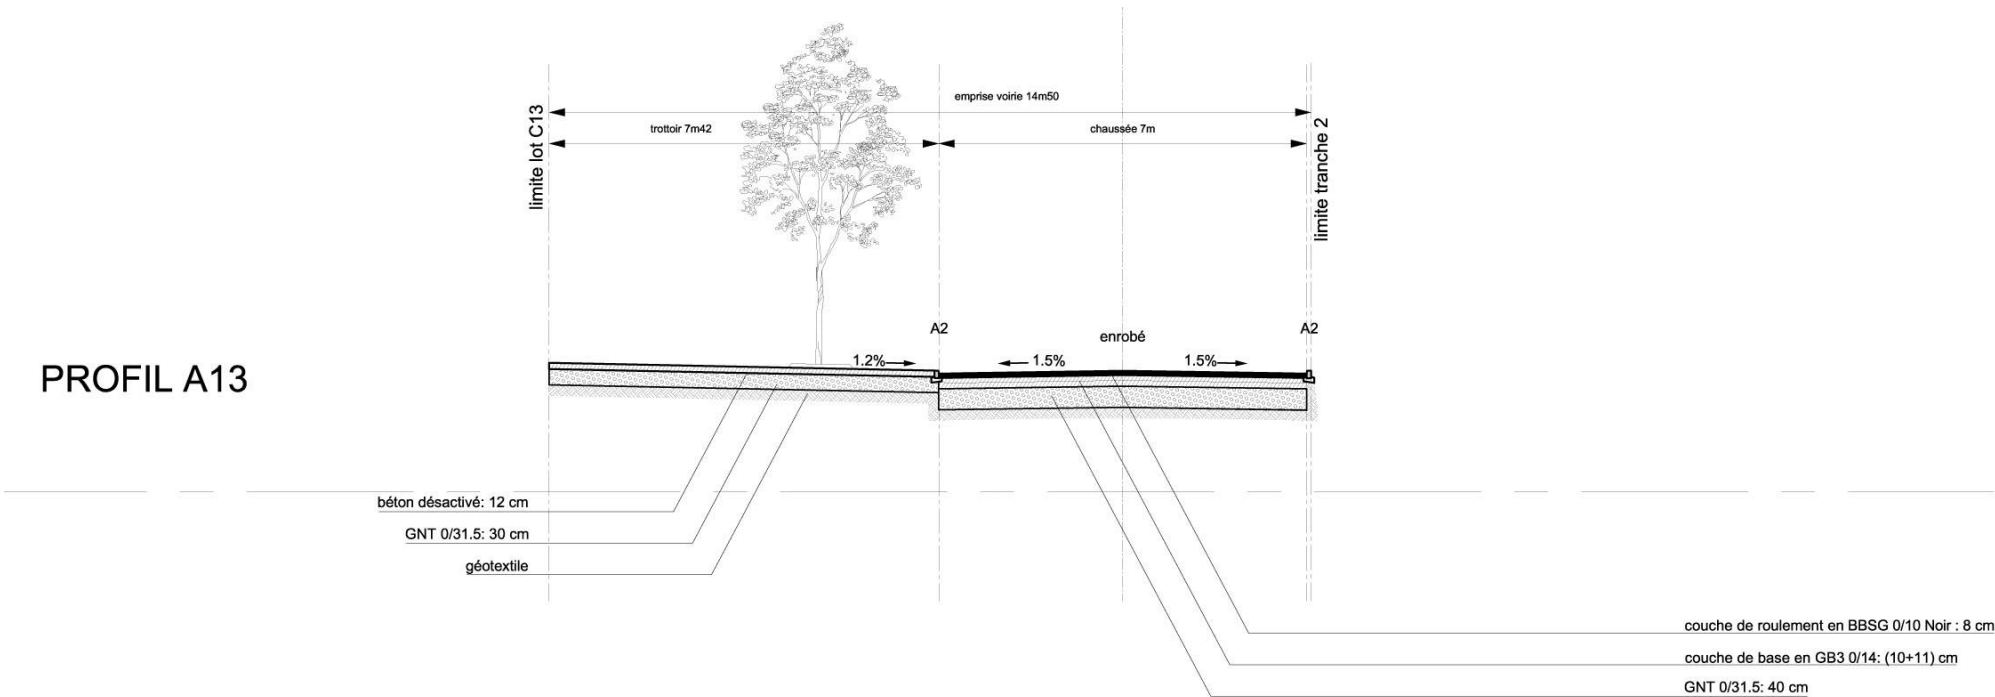 emprise voirie 14m50
limite lot C13
trottoir 7m42
chaussée 7m
limite tranche 2
A2
A2
enrobé
1.2%
1.5%
1.5%
PROFIL A13
béton désactivé: 12 cm
GNT 0/31.5: 30 cm
géotextile
couche de roulement en BBSG 0/10 Noir : 8 cm
couche de base en GB3 0/14: (10+11) cm
GNT 0/31.5: 40 cm